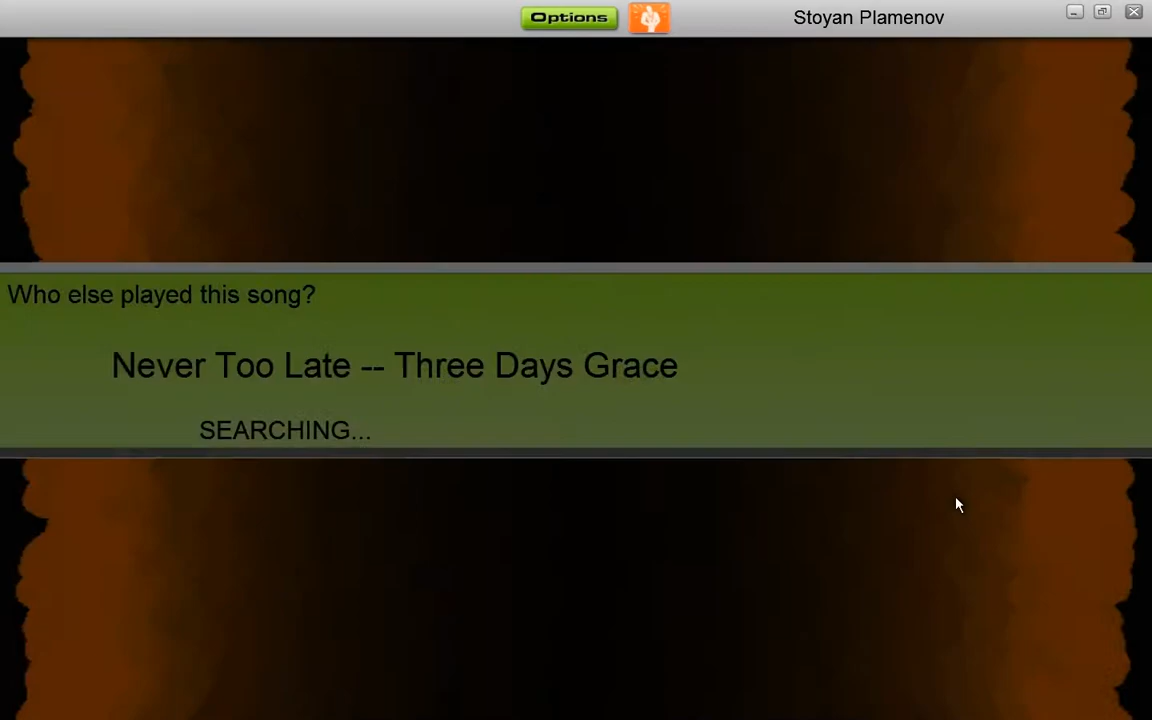 Options
Stoyan Plamenov
Who else played this song?
Never Too Late -- Three Days Grace
SEARCHING...